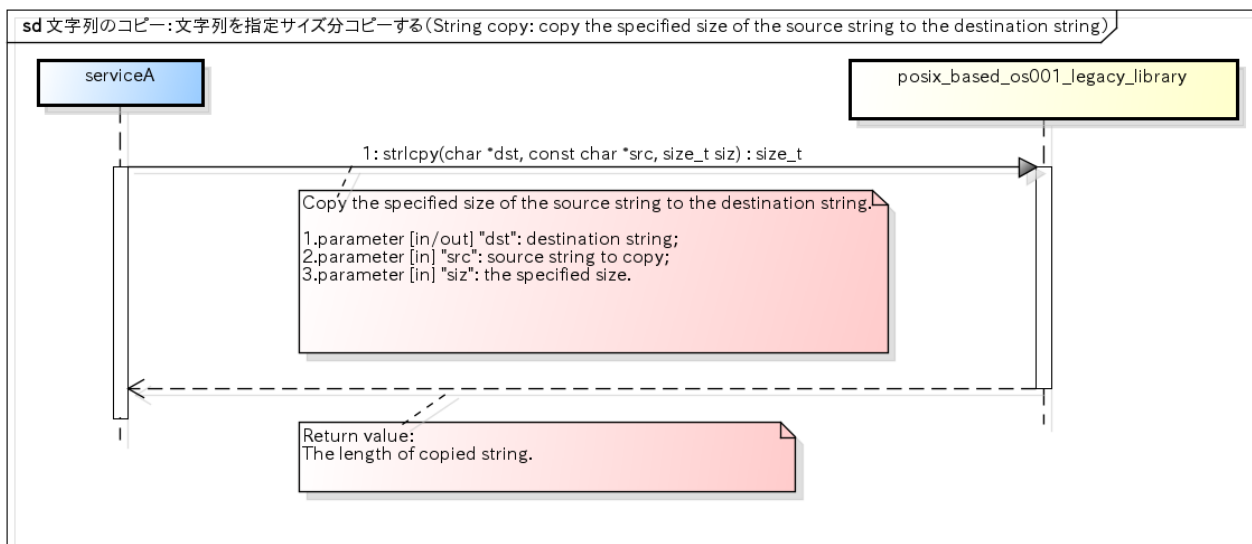 sd 文字列のコピー:文字列を指定サイズ分コピーする(String copy: copy the specified size of the source string to the destination string)
serviceA
posix_based_os001_legacy_library
1: strlcpy(char *dst, const char *src, size_t siz) : size_t
Copy the specified size of the source string to the destination string.
1.parameter [in/out] "dst": destination string;
2.parameter [in] "src": source string to copy;
3.parameter [in] "siz": the specified size.
Return value:
The length of copied string.